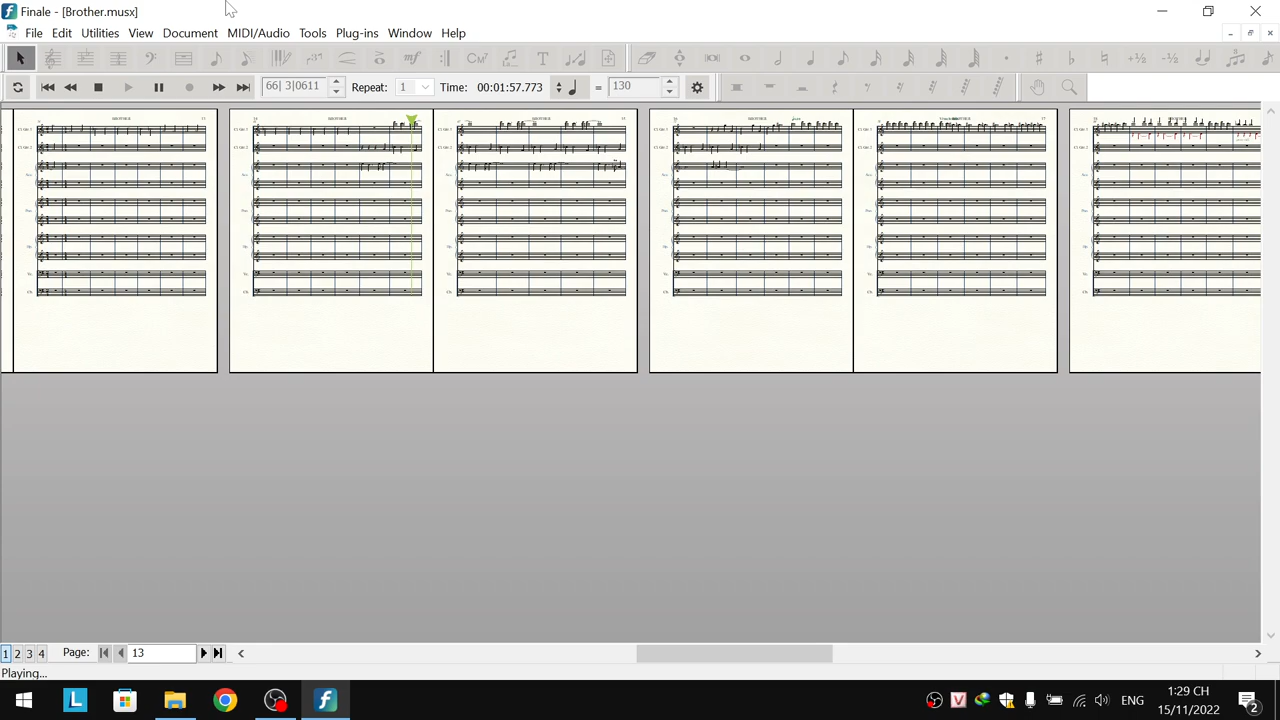 Finale - [Brother.musx]
File Edit Utilities View Document MIDI/Audio Tools Plug-ins Window Help
66| 3|0611 Repeat: 1 Time: 00:01:57.773 = 130
1 2 3 4 Page: 13
Playing...
ENG
1:29 CH
15/11/2022
2